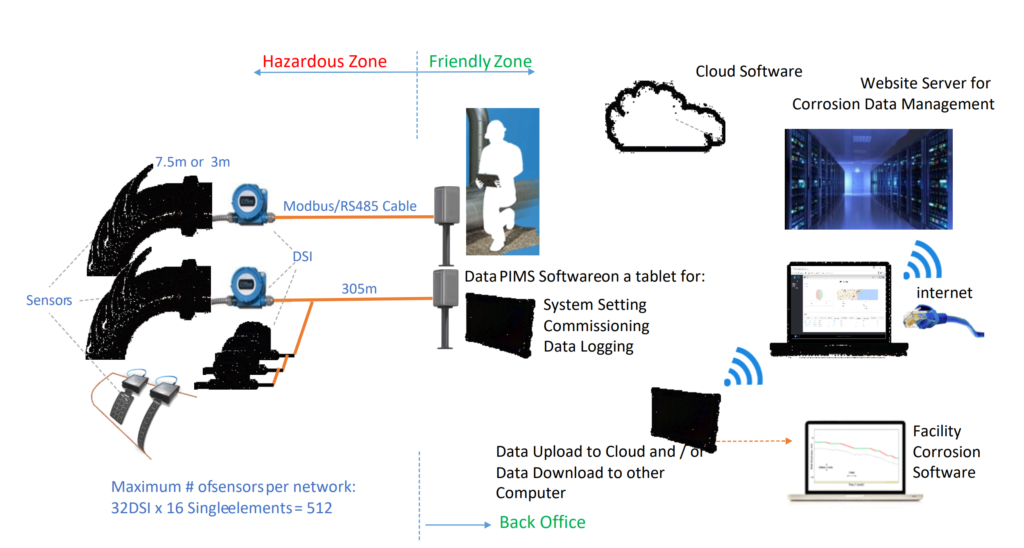 Hazardous Zone
Friendly Zone
Cloud Software
Website Server for
Corrosion Data Management
7.5m or 3m
Modbus/RS485 Cable
DSI
Sensors
305m
Data PIMS Softwareon a tablet for:
System Setting
Commissioning
Data Logging
internet
Data Upload to Cloud and / or
Data Download to other
Computer
Facility
Corrosion
Software
Maximum # ofsensors per network:
32DSI x 16 Singleelements = 512
Back Office